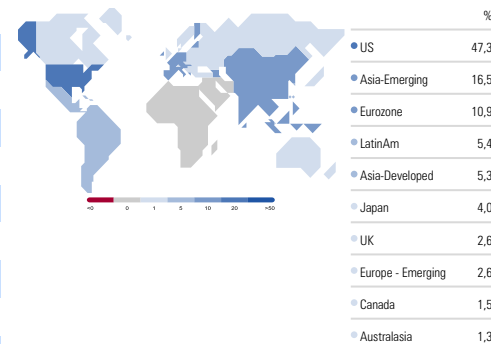 %
US 47,3
Asia-Emerging 16,5
Eurozone 10,9
LatinAm 5,4
Asia-Developed 5,3
Japan 4,0
UK 2,6
Europe - Emerging 2,6
Canada 1,5
Australasia 1,3
<0 0 1 5 10 20 >50